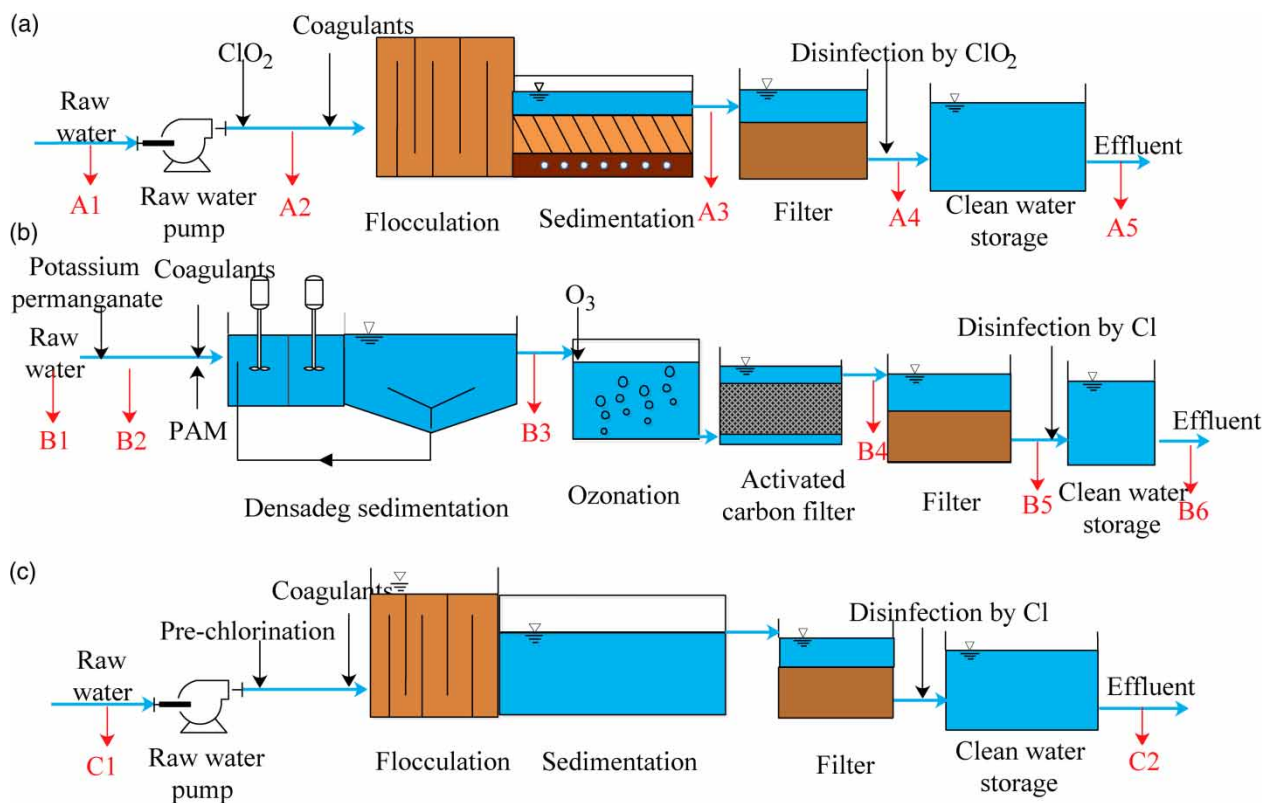 (a)
Coagulants
ClO₂
Disinfection by ClO₂
Raw
water
Effluent
A1
Raw water
pump
A2
Flocculation
Sedimentation
A3
Filter
A4
Clean water
storage
A5
(b)
Potassium
permanganate
Coagulants
O₃
Disinfection by Cl
Raw
water
Effluent
B1
B2
PAM
B3
B4
B5
B6
Densadeg sedimentation
Ozonation
Activated
carbon filter
Filter
Clean water
storage
(c)
Coagulants
Pre-chlorination
Disinfection by Cl
Raw
water
Effluent
C1
Raw water
pump
Flocculation
Sedimentation
Filter
Clean water
storage
C2